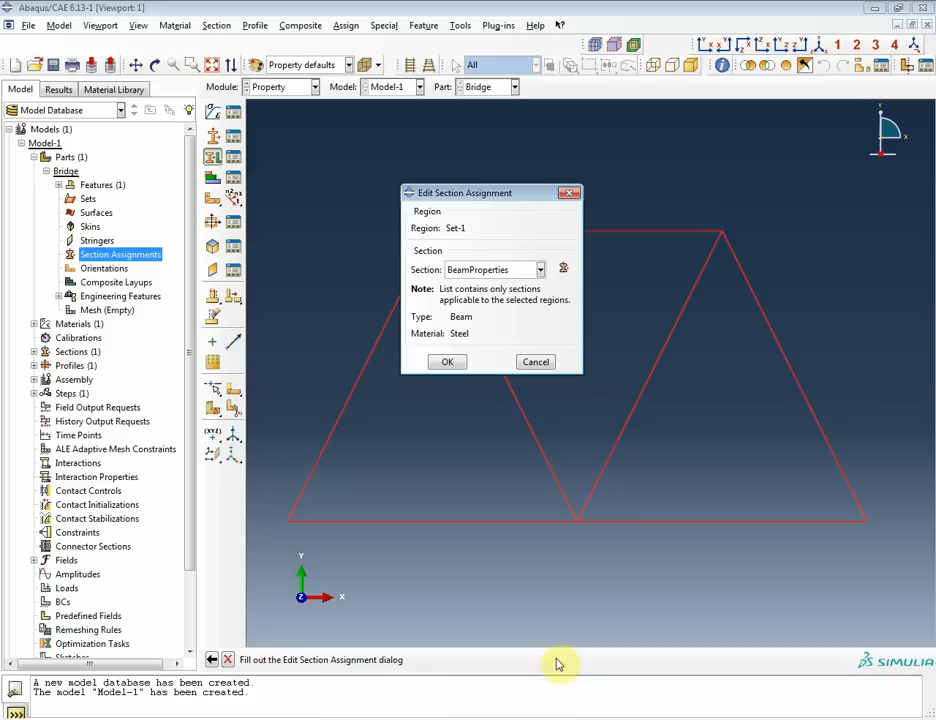 Abaqus/CAE 6.13-1 [Viewport: 1]
File Model Viewport View Material Section Profile Composite Assign Special Feature Tools Plug-ins Help
1 2 3 4
Property defaults All
Model Results Material Library Module: Property Model: Model-1 Part: Bridge
Model Database
Models (1)
Model-1
Parts (1)
Bridge
Features (1)
Sets
Surfaces
Skins
Stringers
Section Assignments
Orientations
Composite Layups
Engineering Features
Mesh (Empty)
Materials (1)
Calibrations
Sections (1)
Profiles (1)
Assembly
Steps (1)
Field Output Requests
History Output Requests
Time Points
ALE Adaptive Mesh Constraints
Interactions
Interaction Properties
Contact Controls
Contact Initializations
Contact Stabilizations
Constraints
Connector Sections
Fields
Amplitudes
Loads
BCs
Predefined Fields
Remeshing Rules
Optimization Tasks
Sketches
(XYZ)
Edit Section Assignment
Region
Region: Set-1
Section
Section: BeamProperties
Note: List contains only sections
applicable to the selected regions.
Type: Beam
Material: Steel
OK Cancel
Y
X
Y
Z X
Fill out the Edit Section Assignment dialog
SIMULIA
A new model database has been created.
The model "Model-1" has been created.
>>>